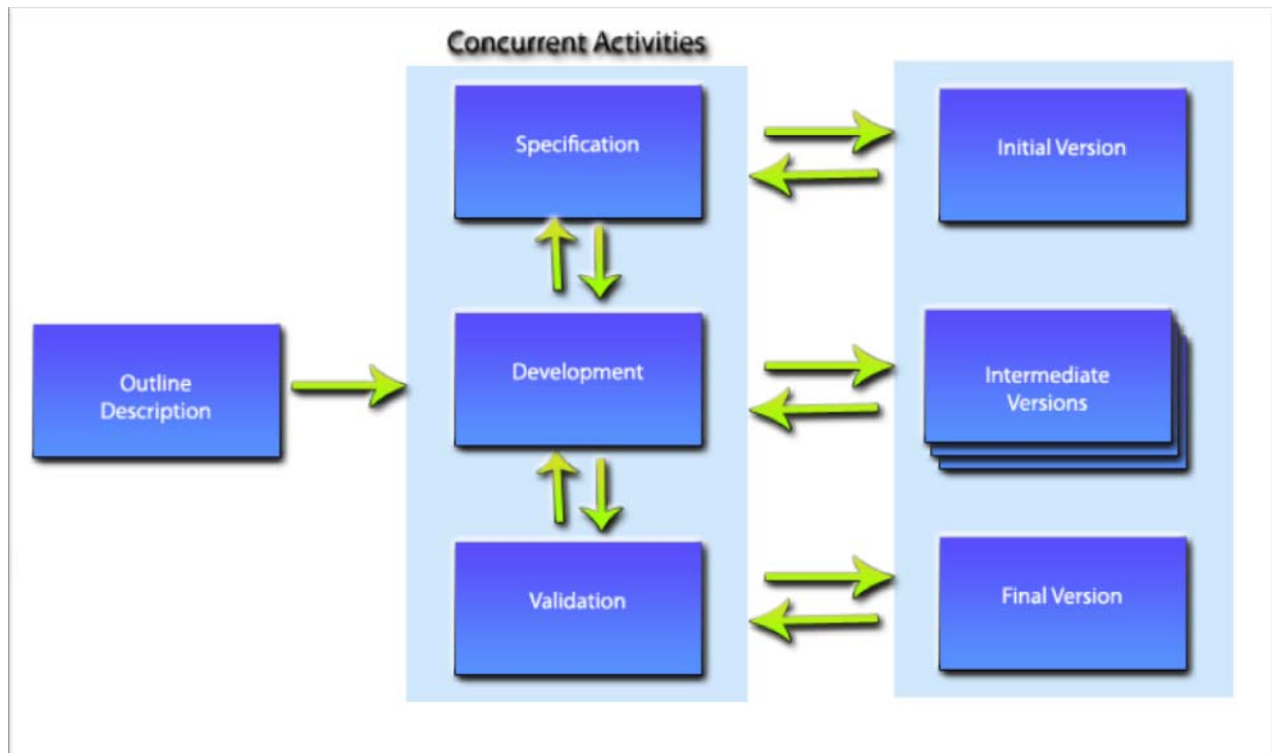 Concurrent Activities
Specification
Initial Version
Outline
Description
Development
Intermediate
Versions
Validation
Final Version